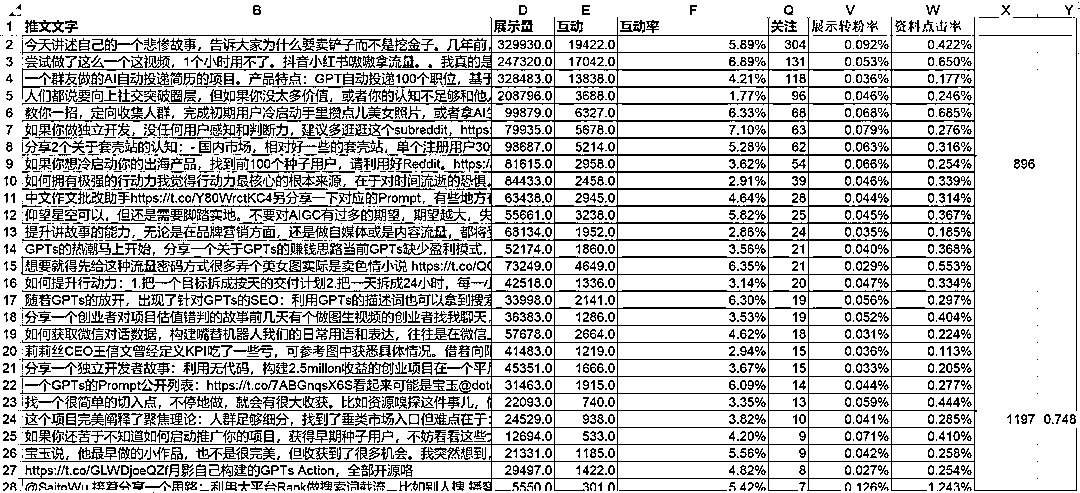 B D E F Q V W X Y
1 推文文字 展示量 互动 互动率 关注 展示转粉率 资料点击率
2 今天讲述自己的一个悲惨故事，告诉大家为什么要卖铲子而不是挖金子。几年前, 329930.0 19422.0 5.89% 304 0.092% 0.422%
3 尝试做了这么一个这视频，1个小时用不了。抖音小红书嗷嗷拿流量。。我真的是 247320.0 17042.0 6.89% 131 0.053% 0.650%
4 一个群友做的AI自动投递简历的项目。产品特点：GPT自动投递100个职位，基于 328483.0 13838.0 4.21% 118 0.036% 0.177%
5 人们都说要向上社交突破圈层，但如果你没太多价值，或者你的认知不足够和他, 208796.0 3688.0 1.77% 96 0.046% 0.246%
6 教你一招，定向收集人群，完成初期用户冷启动手里攒点儿美女照片，或者拿AI 99879.0 6327.0 6.33% 68 0.068% 0.685%
7 如果你做独立开发，没任何用户感知和判断力，建议多逛逛这个subreddit，https: 79935.0 5678.0 7.10% 63 0.079% 0.276%
8 分享2个关于套壳站的认知：- 国内市场，相对好一些的套壳站，单个注册用户30 98687.0 5214.0 5.28% 62 0.063% 0.316%
9 如果你想冷启动你的出海产品，找到前100个种子用户，请利用好Reddit。https:/ 81615.0 2958.0 3.62% 54 0.066% 0.254% 896
10 如何拥有极强的行动力我觉得行动力最核心的根本来源，在于对时间流逝的恐惧。 84433.0 2458.0 2.91% 39 0.046% 0.339%
11 中文作文批改助手https://t.co/Y80WrctKC4另分享一下对应的Prompt，有些地方 63438.0 2945.0 4.64% 28 0.044% 0.314%
12 仰望星空可以，但还是需要脚踏实地。不要对AIGC有过多的期望，期望越大，失 55661.0 3238.0 5.82% 25 0.045% 0.367%
13 提升讲故事的能力，无论是在品牌营销方面，还是做自媒体或是内容流量，都将 68134.0 1952.0 2.86% 24 0.035% 0.185%
14 GPTs的热潮马上开始，分享一个关于GPTs的赚钱思路当前GPTs缺少盈利模式, 52174.0 1860.0 3.56% 21 0.040% 0.368%
15 想要就得先给这种流量密码方式很多弄个美女图实际是卖色情小说 https://t.co/Q 73249.0 4649.0 6.35% 21 0.029% 0.553%
16 如何提升行动力：1.把一个目标拆成按天的交付计划2.把一天拆成24小时，每一小 42518.0 1336.0 3.14% 20 0.047% 0.334%
17 随着GPTs的放开，出现了针对GPTs的SEO：利用GPTs的描述词也可以拿到搜索 33998.0 2141.0 6.30% 19 0.056% 0.297%
18 分享一个创业者对项目估值错判的故事前几天有个做图生视频的创业者找我聊天, 36383.0 1286.0 3.53% 19 0.052% 0.404%
19 如何获取微信对话数据，构建嘴替机器人我们的日常用语和表达，往往是在微信 57678.0 2664.0 4.62% 18 0.031% 0.224%
20 莉莉丝CEO王信文曾经定义KPI吃了一些亏，可参考图中获悉具体情况。借着向 41483.0 1219.0 2.94% 15 0.036% 0.113%
21 分享一个独立开发者故事：利用无代码，构建2.5millon收益的创业项目在一个平 45351.0 1666.0 3.67% 15 0.033% 0.205%
22 一个GPTs的Prompt公开列表：https://t.co/7ABGnqsX6S看起来可能是宝玉@dot 31463.0 1915.0 6.09% 14 0.044% 0.277%
23 找一个很简单的切入点，不停地做，就会有很大收获。比如资源嗅探这件事儿，俺 22093.0 740.0 3.35% 13 0.059% 0.444%
24 这个项目完美阐释了聚焦理论：人群足够细分，找到了垂类市场入口但难点在于： 24529.0 938.0 3.82% 10 0.041% 0.285% 1197 0.748
25 如果你还苦于不知道如何启动推广你的项目，获得早期种子用户，不妨看看这些 12694.0 533.0 4.20% 9 0.071% 0.410%
26 宝玉说，他最早做的小作品，也不是很完美，但收获到了很多机会。我突然想到, 21331.0 1185.0 5.56% 9 0.042% 0.258%
27 https://t.co/GLWDjoeQZf月影自己构建的GPTs Action，全部开源咯 29497.0 1422.0 4.82% 8 0.027% 0.254%
28 @SaitoWu 接着分享一个思路：利用大平台Rank做搜索词截流，比如别人搜 5550.0 301.0 5.42% 7 0.126% 1.243%